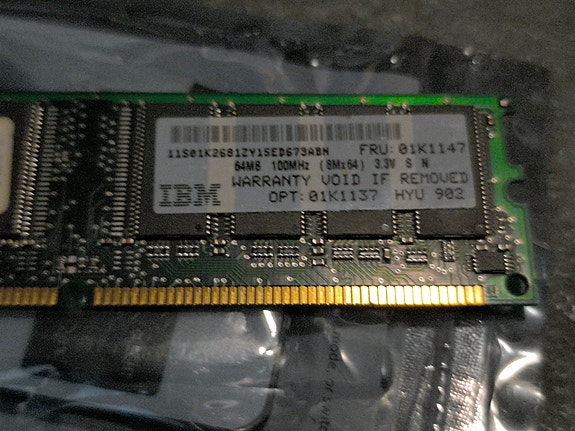 11S01K2681ZY15ED673ABN FRU: 01K1147
64MB 100MHz (8Mx64) 3.3V S N
WARRANTY VOID IF REMOVED
IBM OPT: 01K1137 HYU 902